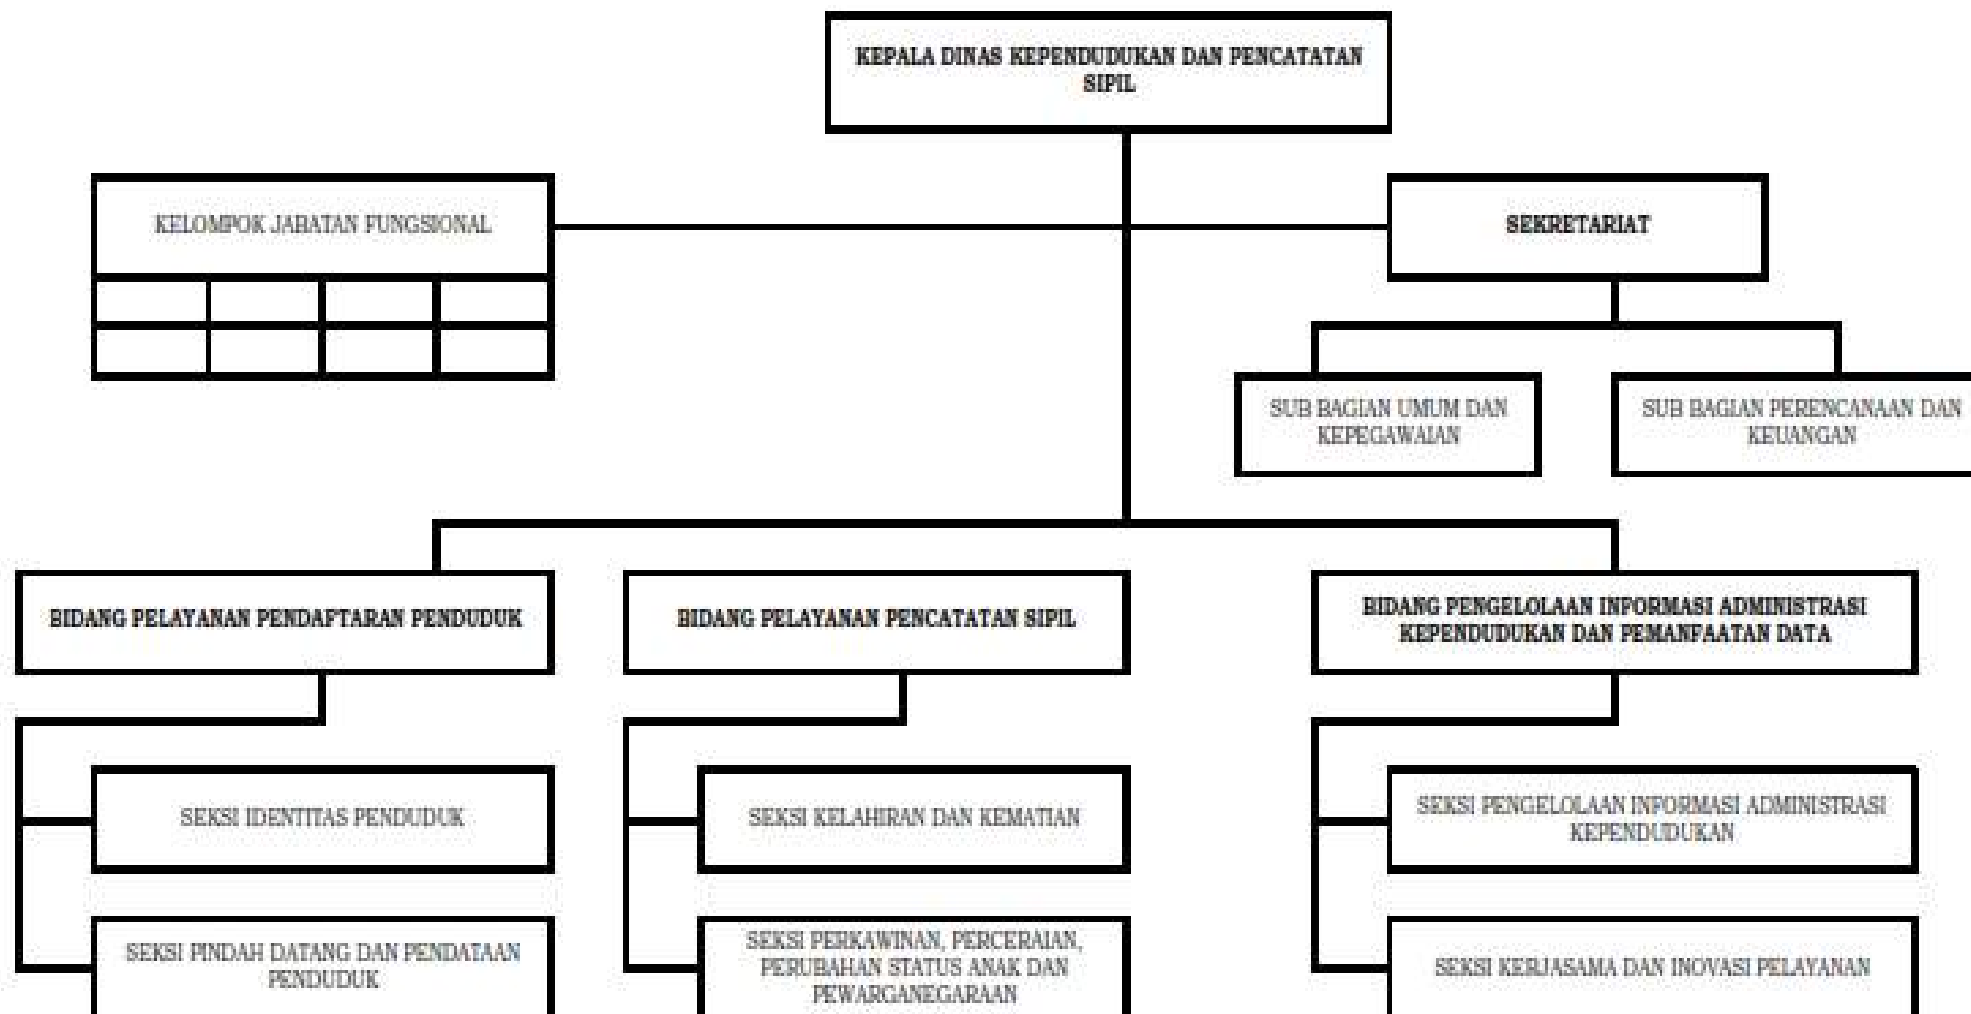 KEPALA DINAS KEPENDUDUKAN DAN PENCATATAN
SIPIL
KELOMPOK JABATAN FUNGSIONAL
SEKRETARIAT
SUB BAGIAN UMUM DAN
KEPEGAWAIAN
SUB BAGIAN PERENCANAAN DAN
KEUANGAN
BIDANG PELAYANAN PENDAFTARAN PENDUDUK
BIDANG PELAYANAN PENCATATAN SIPIL
BIDANG PENGELOLAAN INFORMASI ADMINISTRASI
KEPENDUDUKAN DAN PEMANFAATAN DATA
SEKSI IDENTITAS PENDUDUK
SEKSI KELAHIRAN DAN KEMATIAN
SEKSI PENGELOLAAN INFORMASI ADMINISTRASI
KEPENDUDUKAN
SEKSI PINDAH DATANG DAN PENDATAAN
PENDUDUK
SEKSI PERKAWINAN, PERCERAIAN,
PERUBAHAN STATUS ANAK DAN
PEWARGANEGARAAN
SEKSI KERJASAMA DAN INOVASI PELAYANAN